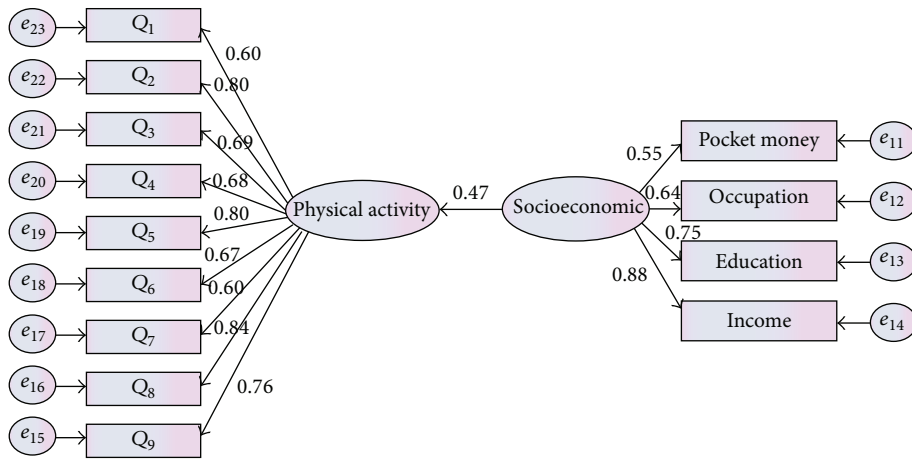 e23
Q1
0.60
e22
Q2
0.80
e21
Q3
0.69
e20
Q4
0.68
e19
Q5
0.80
e18
Q6
0.67
e17
Q7
0.60
e16
Q8
0.84
e15
Q9
0.76
Physical activity
0.47
Socioeconomic
0.55
Pocket money
e11
0.64
Occupation
e12
0.75
Education
e13
0.88
Income
e14